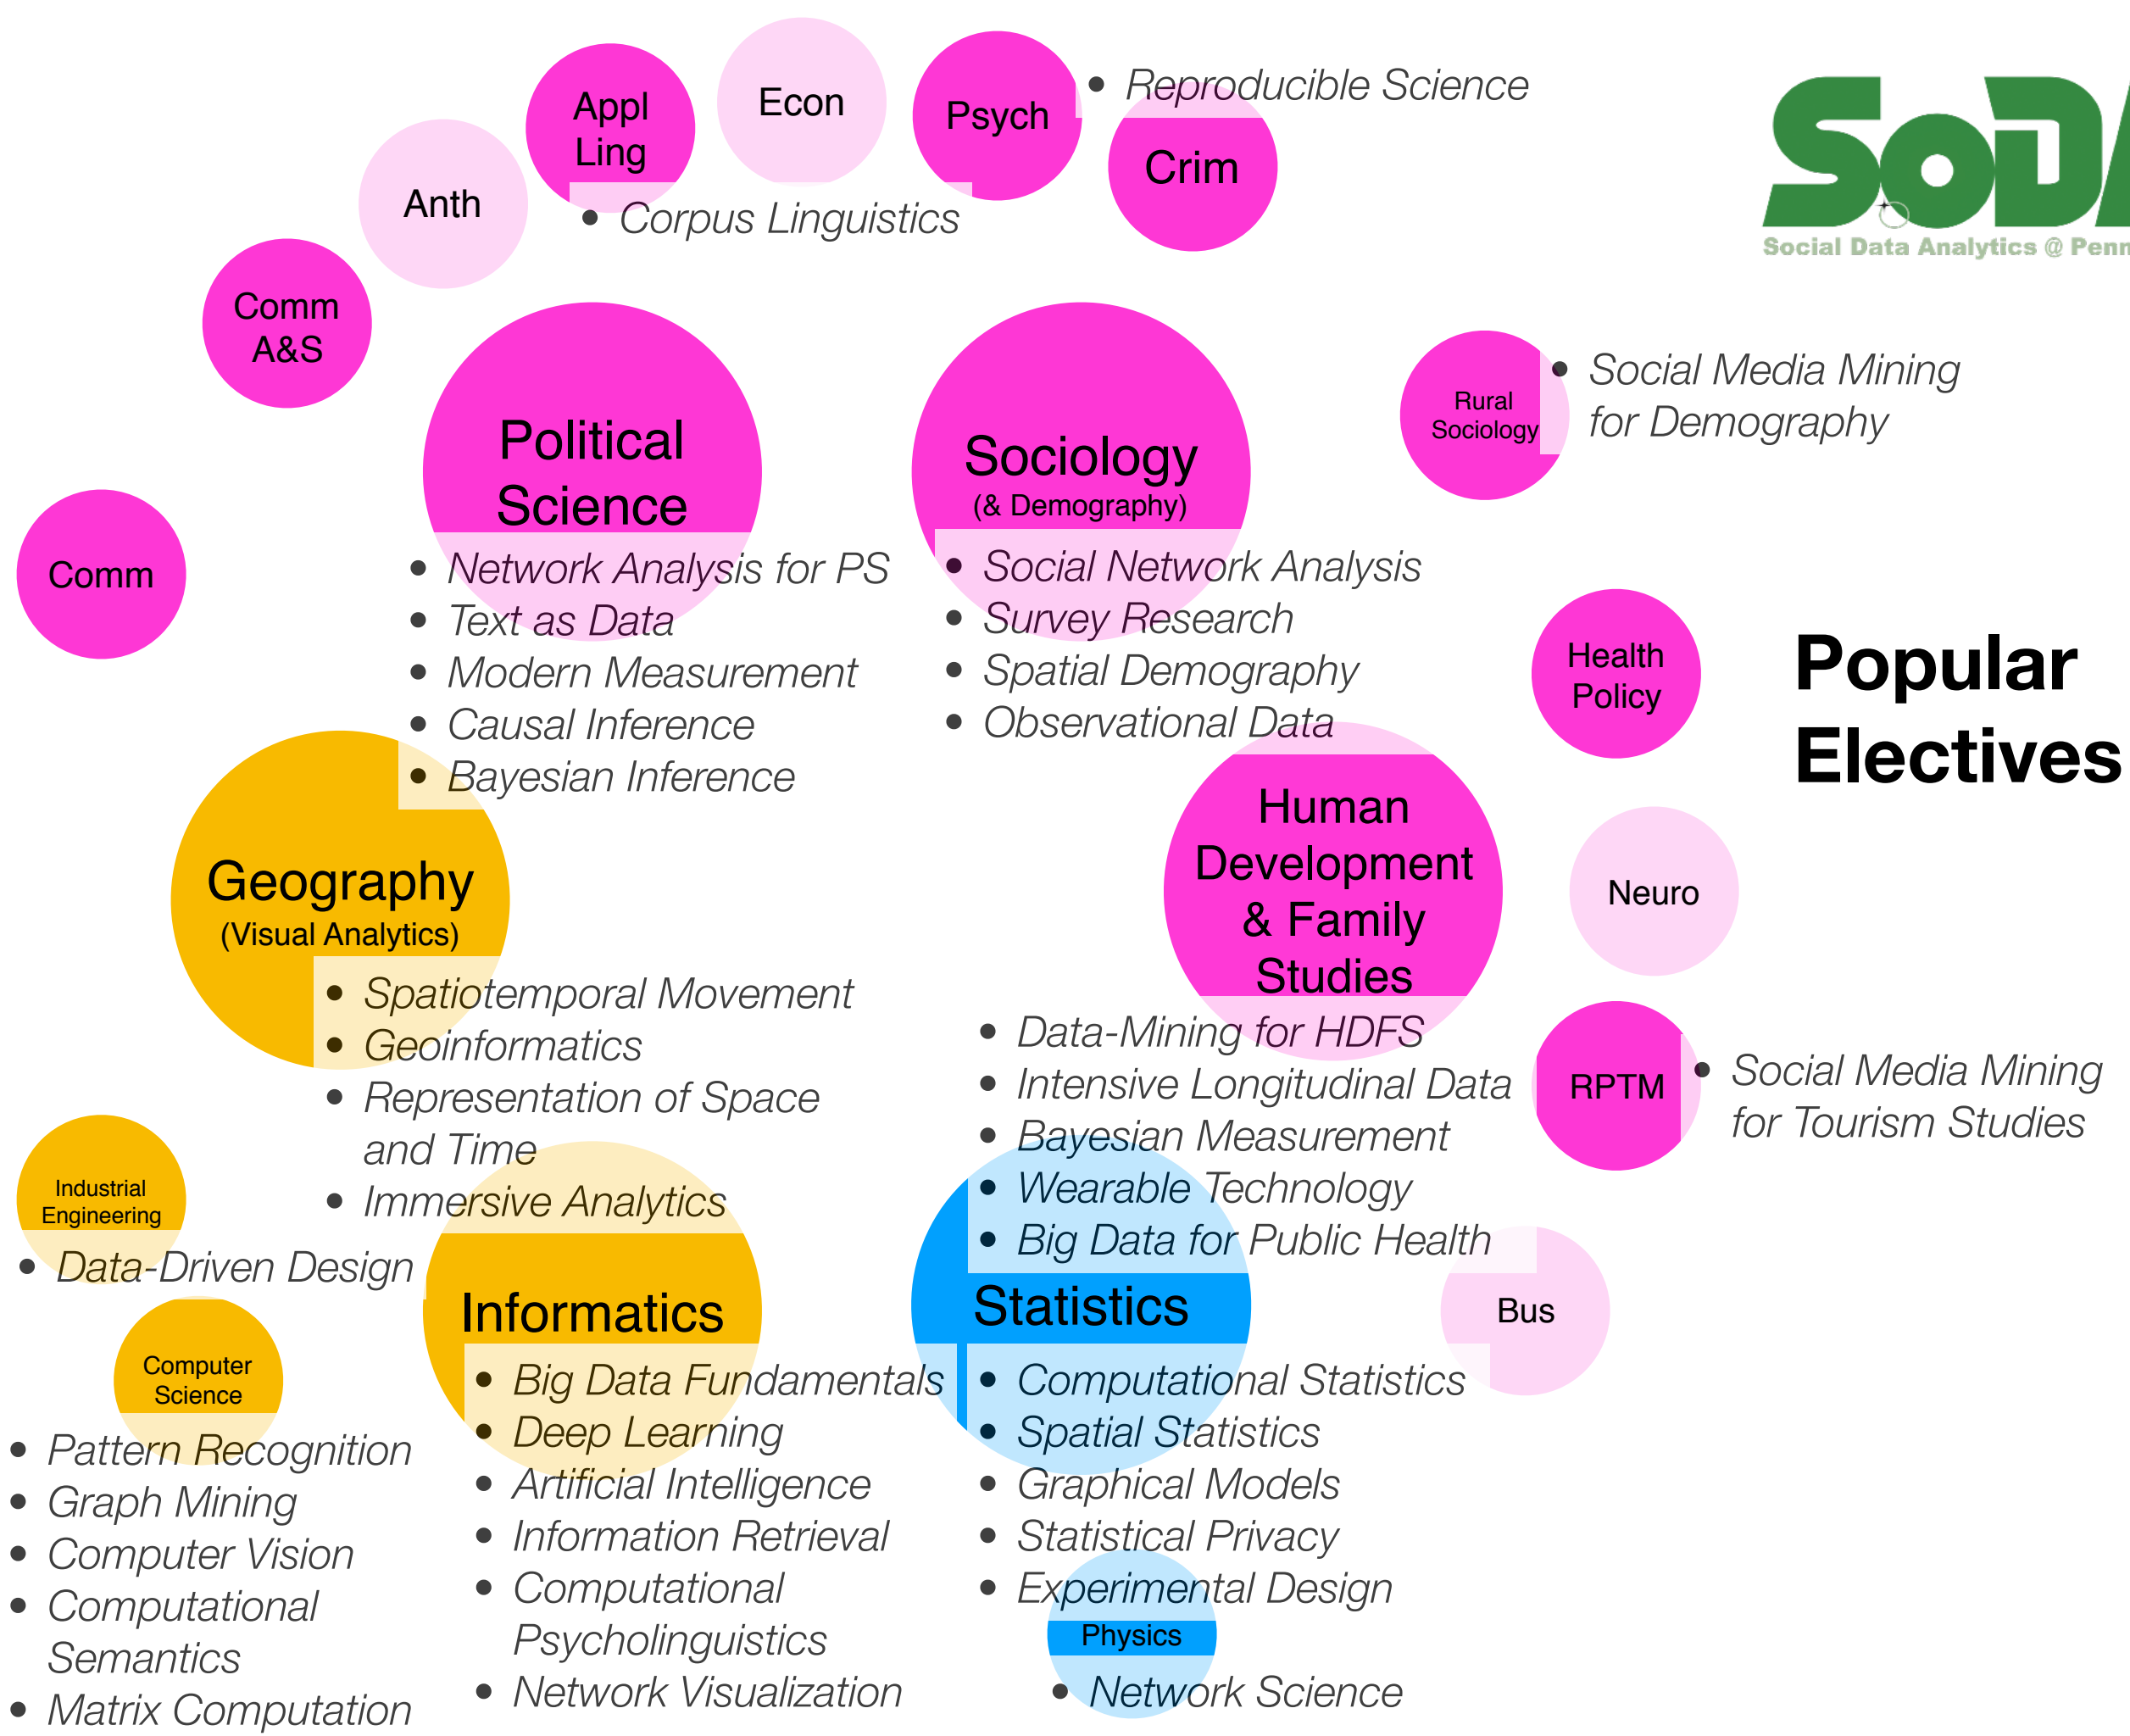 Appl
Ling
Econ
Psych
• Reproducible Science
Crim
Anth
• Corpus Linguistics
SoDA
Social Data Analytics @ Penn
Comm
A&S
Political
Science
• Network Analysis for PS
• Text as Data
• Modern Measurement
• Causal Inference
• Bayesian Inference
Sociology
(& Demography)
• Social Network Analysis
• Survey Research
• Spatial Demography
• Observational Data
Rural
Sociology
• Social Media Mining
for Demography
Comm
Health
Policy
Popular
Electives
Geography
(Visual Analytics)
• Spatiotemporal Movement
• Geoinformatics
• Representation of Space
and Time
• Immersive Analytics
Human
Development
& Family
Studies
• Data-Mining for HDFS
• Intensive Longitudinal Data
• Bayesian Measurement
• Wearable Technology
• Big Data for Public Health
Neuro
RPTM
• Social Media Mining
for Tourism Studies
Industrial
Engineering
• Data-Driven Design
Informatics
• Big Data Fundamentals
• Deep Learning
• Artificial Intelligence
• Information Retrieval
• Computational
Psycholinguistics
• Network Visualization
Statistics
• Computational Statistics
• Spatial Statistics
• Graphical Models
• Statistical Privacy
• Experimental Design
Bus
Computer
Science
• Pattern Recognition
• Graph Mining
• Computer Vision
• Computational
Semantics
• Matrix Computation
Physics
• Network Science